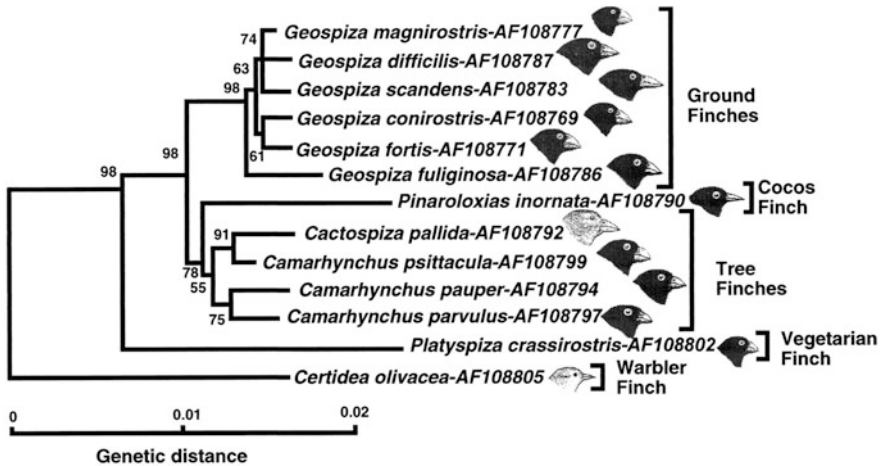 74
Geospiza magnirostris-AF108777
63
Geospiza difficilis-AF108787
98
Geospiza scandens-AF108783
Geospiza conirostris-AF108769
61
Geospiza fortis-AF108771
Geospiza fuliginosa-AF108786
Ground
Finches
98
98
Pinaroloxias inornata-AF108790
Cocos
Finch
91
Cactospiza pallida-AF108792
Camarhynchus psittacula-AF108799
78
55
Camarhynchus pauper-AF108794
75
Camarhynchus parvulus-AF108797
Tree
Finches
Platyspiza crassirostris-AF108802
Vegetarian
Finch
Certidea olivacea-AF108805
Warbler
Finch
0 0.01 0.02
Genetic distance